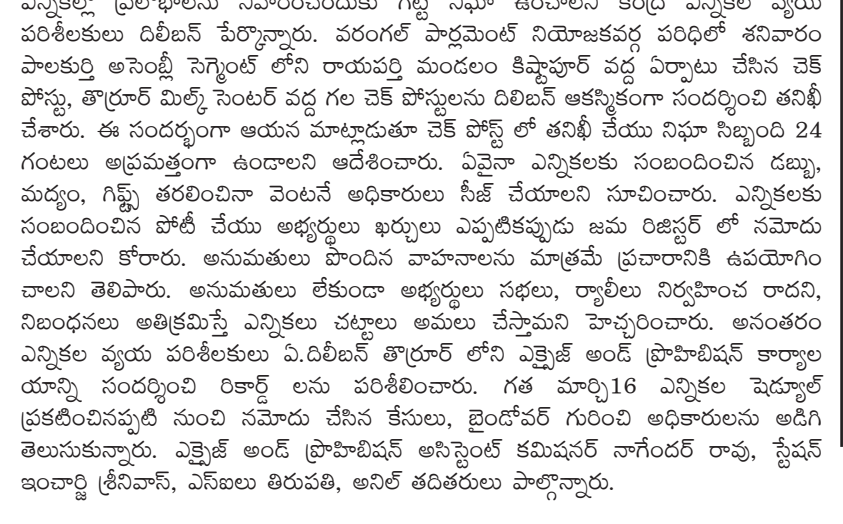 ఎన్నికల్లో ప్రలోభాలను నివారించేందుకు గట్టి నిఘా ఉంచాలని కేంద్ర ఎన్నికల వ్యయ
పరిశీలకులు దిలీబన్ పేర్కొన్నారు. వరంగల్ పార్లమెంట్ నియోజకవర్గ పరిధిలో శనివారం
పాలకుర్తి అసెంబ్లీ సెగ్మెంట్ లోని రాయపర్తి మండలం కిష్టాపూర్ వద్ద ఏర్పాటు చేసిన చెక్
పోస్టు, తొర్రూర్ మిల్క్ సెంటర్ వద్ద గల చెక్ పోస్టులను దిలిబన్ ఆకస్మికంగా సందర్శించి తనిఖీ
చేశారు. ఈ సందర్భంగా ఆయన మాట్లాడుతూ చెక్ పోస్ట్ లో తనిఖీ చేయు నిఘా సిబ్బంది 24
గంటలు అప్రమత్తంగా ఉండాలని ఆదేశించారు. ఏవైనా ఎన్నికలకు సంబందించిన డబ్బు,
మద్యం, గిఫ్ట్స్ తరలించినా వెంటనే అధికారులు సీజ్ చేయాలని సూచించారు. ఎన్నికలకు
సంబందించిన పోటీ చేయు అభ్యర్థులు ఖర్చులు ఎప్పటికప్పుడు జమ రిజిస్టర్ లో నమోదు
చేయాలని కోరారు. అనుమతులు పొందిన వాహనాలను మాత్రమే ప్రచారానికి ఉపయోగిం
చాలని తెలిపారు. అనుమతులు లేకుండా అభ్యర్థులు సభలు, ర్యాలీలు నిర్వహించ రాదని,
నిబంధనలు అతిక్రమిస్తే ఎన్నికలు చట్టాలు అమలు చేస్తామని హెచ్చరించారు. అనంతరం
ఎన్నికల వ్యయ పరిశీలకులు ఏ.దిలీబన్ తొర్రూర్ లోని ఎక్సైజ్ అండ్ ప్రొహిబిషన్ కార్యాల
యాన్ని సందర్శించి రికార్డ్ లను పరిశీలించారు. గత మార్చి16 ఎన్నికల షెడ్యూల్
ప్రకటించినప్పటి నుంచి నమోదు చేసిన కేసులు, బైండోవర్ గురించి అధికారులను అడిగి
తెలుసుకున్నారు. ఎక్సైజ్ అండ్ ప్రొహిబిషన్ అసిస్టెంట్ కమిషనర్ నాగేందర్ రావు, స్టేషన్
ఇంచార్జి శ్రీనివాస్, ఎస్ఐలు తిరుపతి, అనిల్ తదితరులు పాల్గొన్నారు.